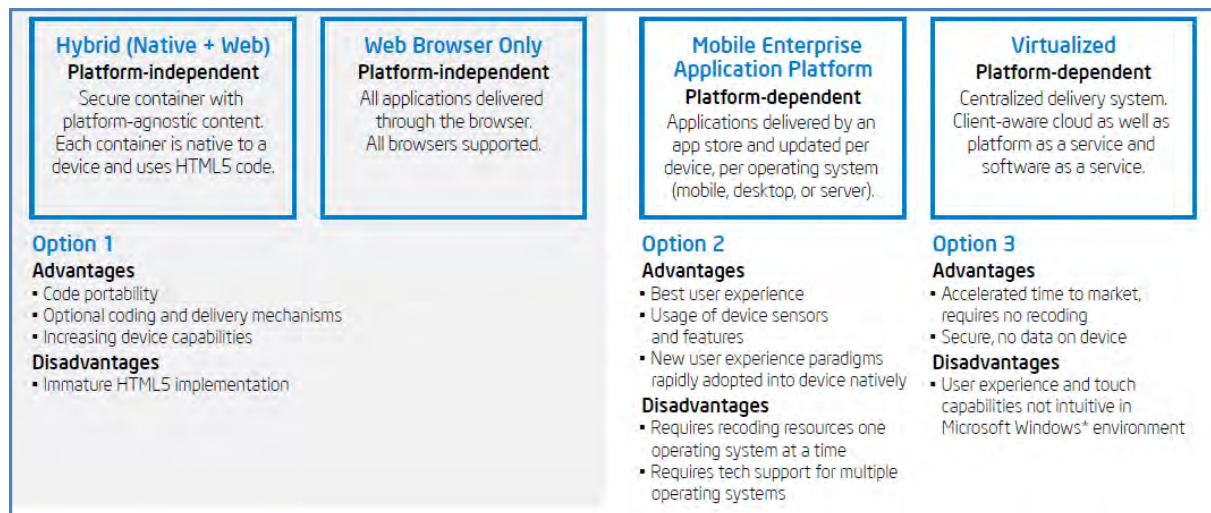 Hybrid (Native + Web)
Platform-independent
Secure container with
platform-agnostic content.
Each container is native to a
device and uses HTML5 code.
Web Browser Only
Platform-independent
All applications delivered
through the browser.
All browsers supported.
Mobile Enterprise
Application Platform
Platform-dependent
Applications delivered by an
app store and updated per
device, per operating system
(mobile, desktop, or server).
Virtualized
Platform-dependent
Centralized delivery system.
Client-aware cloud as well as
platform as a service and
software as a service.
Option 1
Advantages
▪ Code portability
▪ Optional coding and delivery mechanisms
▪ Increasing device capabilities
Disadvantages
▪ Immature HTML5 implementation
Option 2
Advantages
▪ Best user experience
▪ Usage of device sensors
and features
▪ New user experience paradigms
rapidly adopted into device natively
Disadvantages
▪ Requires recoding resources one
operating system at a time
▪ Requires tech support for multiple
operating systems
Option 3
Advantages
▪ Accelerated time to market,
requires no recoding
▪ Secure, no data on device
Disadvantages
▪ User experience and touch
capabilities not intuitive in
Microsoft Windows* environment